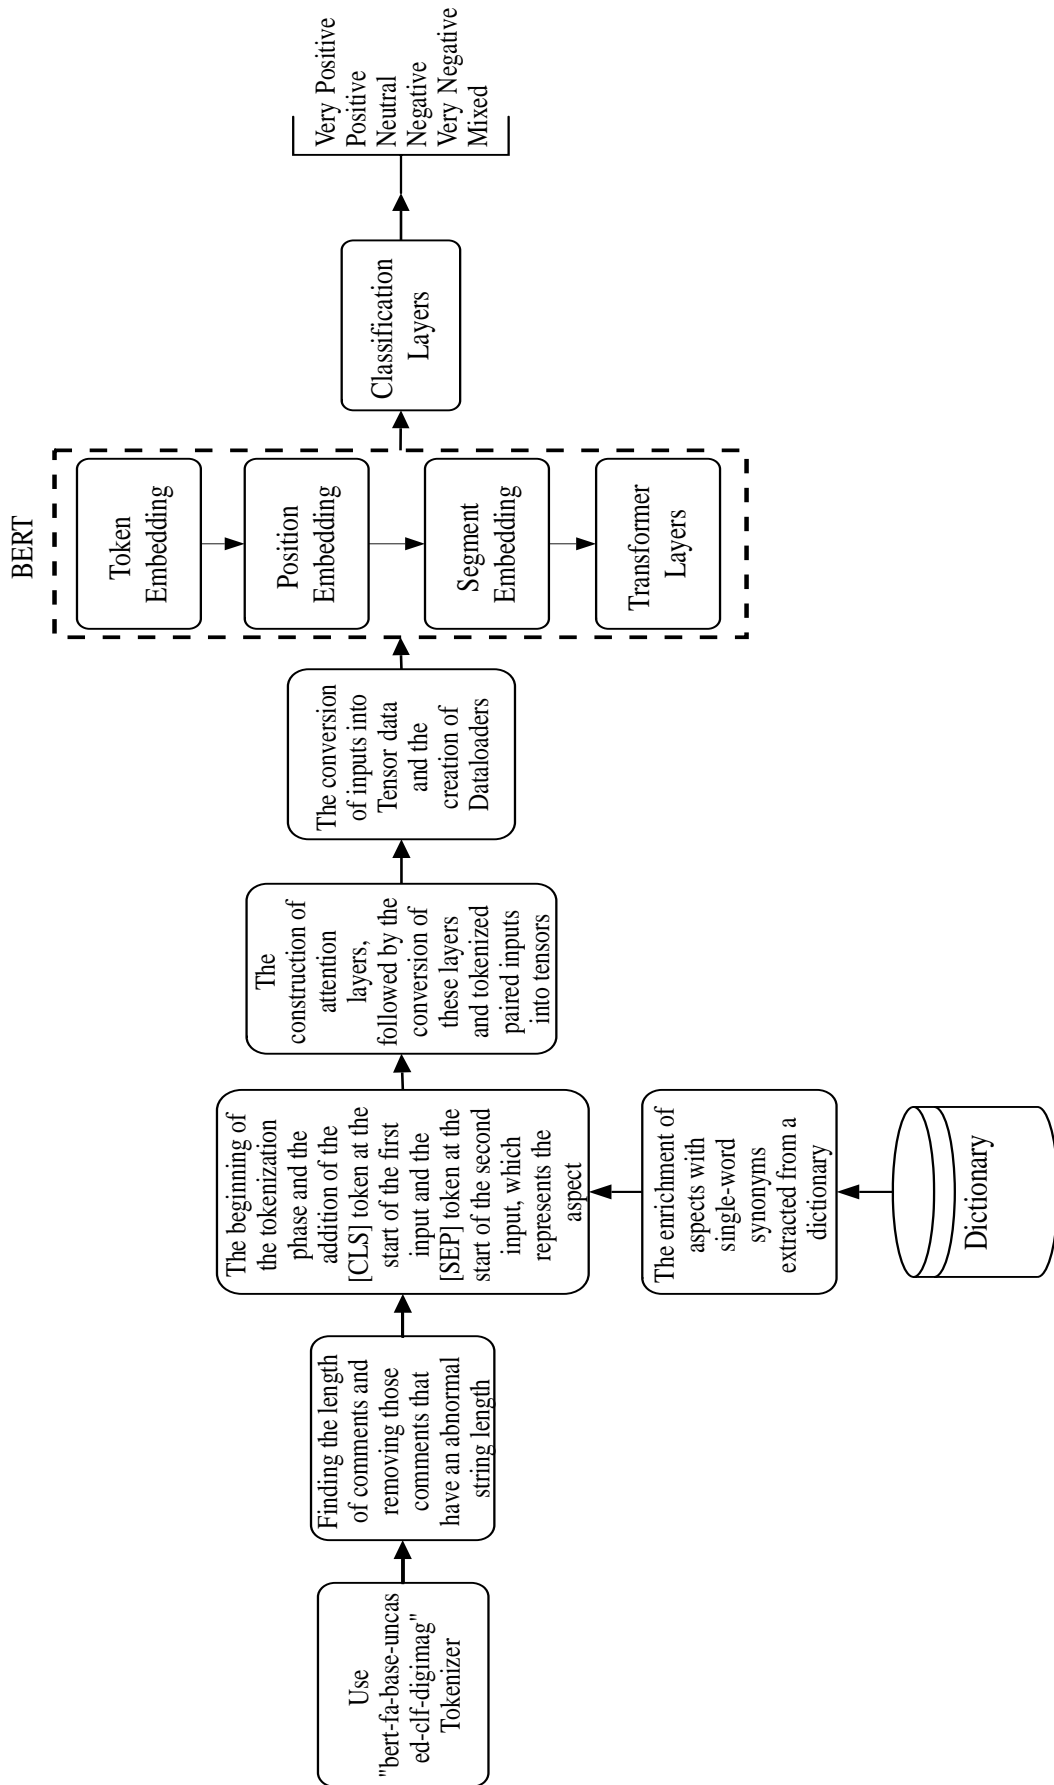 Use
"bert-fa-base-uncas
ed-clf-digimag"
Tokenizer
Finding the length
of comments and
removing those
comments that
have an abnormal
string length
The beginning of
the tokenization
phase and the
addition of the
[CLS] token at the
start of the first
input and the
[SEP] token at the
start of the second
input, which
represents the
aspect
The enrichment of
aspects with
single-word
synonyms
extracted from a
dictionary
Dictionary
The
construction of
attention
layers,
followed by the
conversion of
these layers
and tokenized
paired inputs
into tensors
The conversion
of inputs into
Tensor data
and the
creation of
Dataloaders
BERT
Token
Embedding
Position
Embedding
Segment
Embedding
Transformer
Layers
Classification
Layers
Very Positive
Positive
Neutral
Negative
Very Negative
Mixed